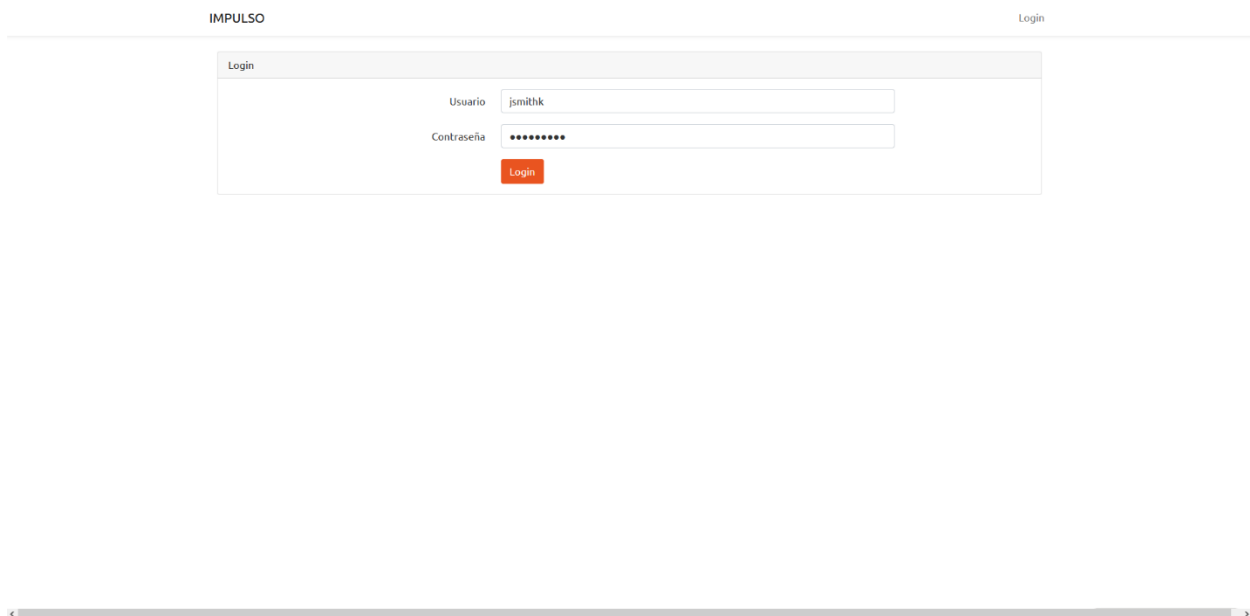 IMPULSO Login
Login
Usuario jsmithk
Contraseña •••••••••
Login